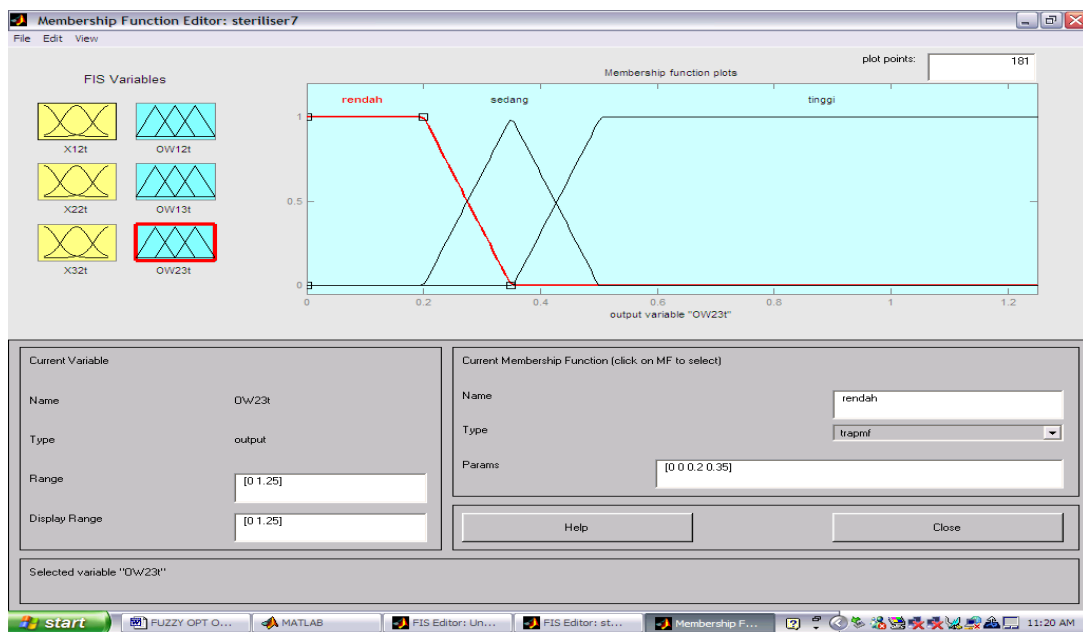 Membership Function Editor: steriliser7
File Edit View
FIS Variables
X12t
OW12t
X22t
OW13t
X32t
OW23t
plot points:
181
Membership function plots
rendah
sedang
tinggi
1
0.5
0
0 0.2 0.4 0.6 0.8 1 1.2
output variable "OW23t"
Current Variable
Name OW23t
Type output
Range [0 1.25]
Display Range [0 1.25]
Current Membership Function (click on MF to select)
Name rendah
Type trapmf
Params [0 0 0.2 0.35]
Help
Close
Selected variable "OW23t"
start
FUZZY OPT O...
MATLAB
FIS Editor: Un...
FIS Editor: st...
Membership F...
11:20 AM